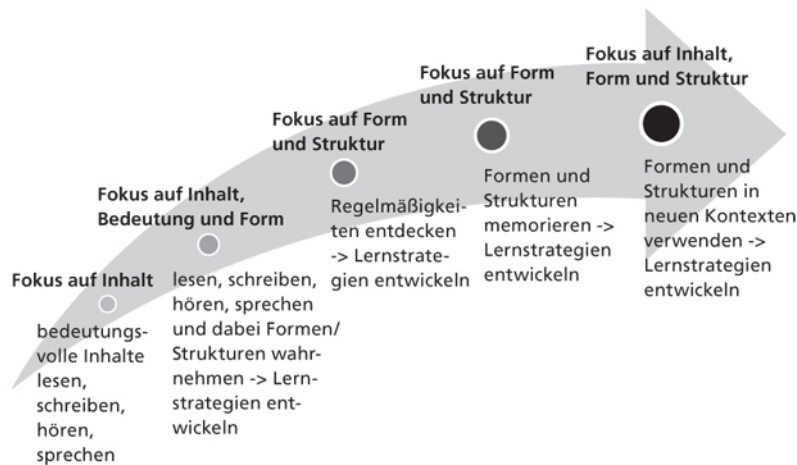 Fokus auf Inhalt
bedeutungs-
volle Inhalte
lesen,
schreiben,
hören,
sprechen
Fokus auf Inhalt,
Bedeutung und Form
lesen, schreiben,
hören, sprechen
und dabei Formen/
Strukturen wahr-
nehmen -> Lern-
strategien ent-
wickeln
Fokus auf Form
und Struktur
Regelmäßigkei-
ten entdecken
-> Lernstrate-
gien entwickeln
Fokus auf Form
und Struktur
Formen und
Strukturen
memorieren ->
Lernstrategien
entwickeln
Fokus auf Inhalt,
Form und Struktur
Formen und
Strukturen in
neuen Kontexten
verwenden ->
Lernstrategien
entwickeln